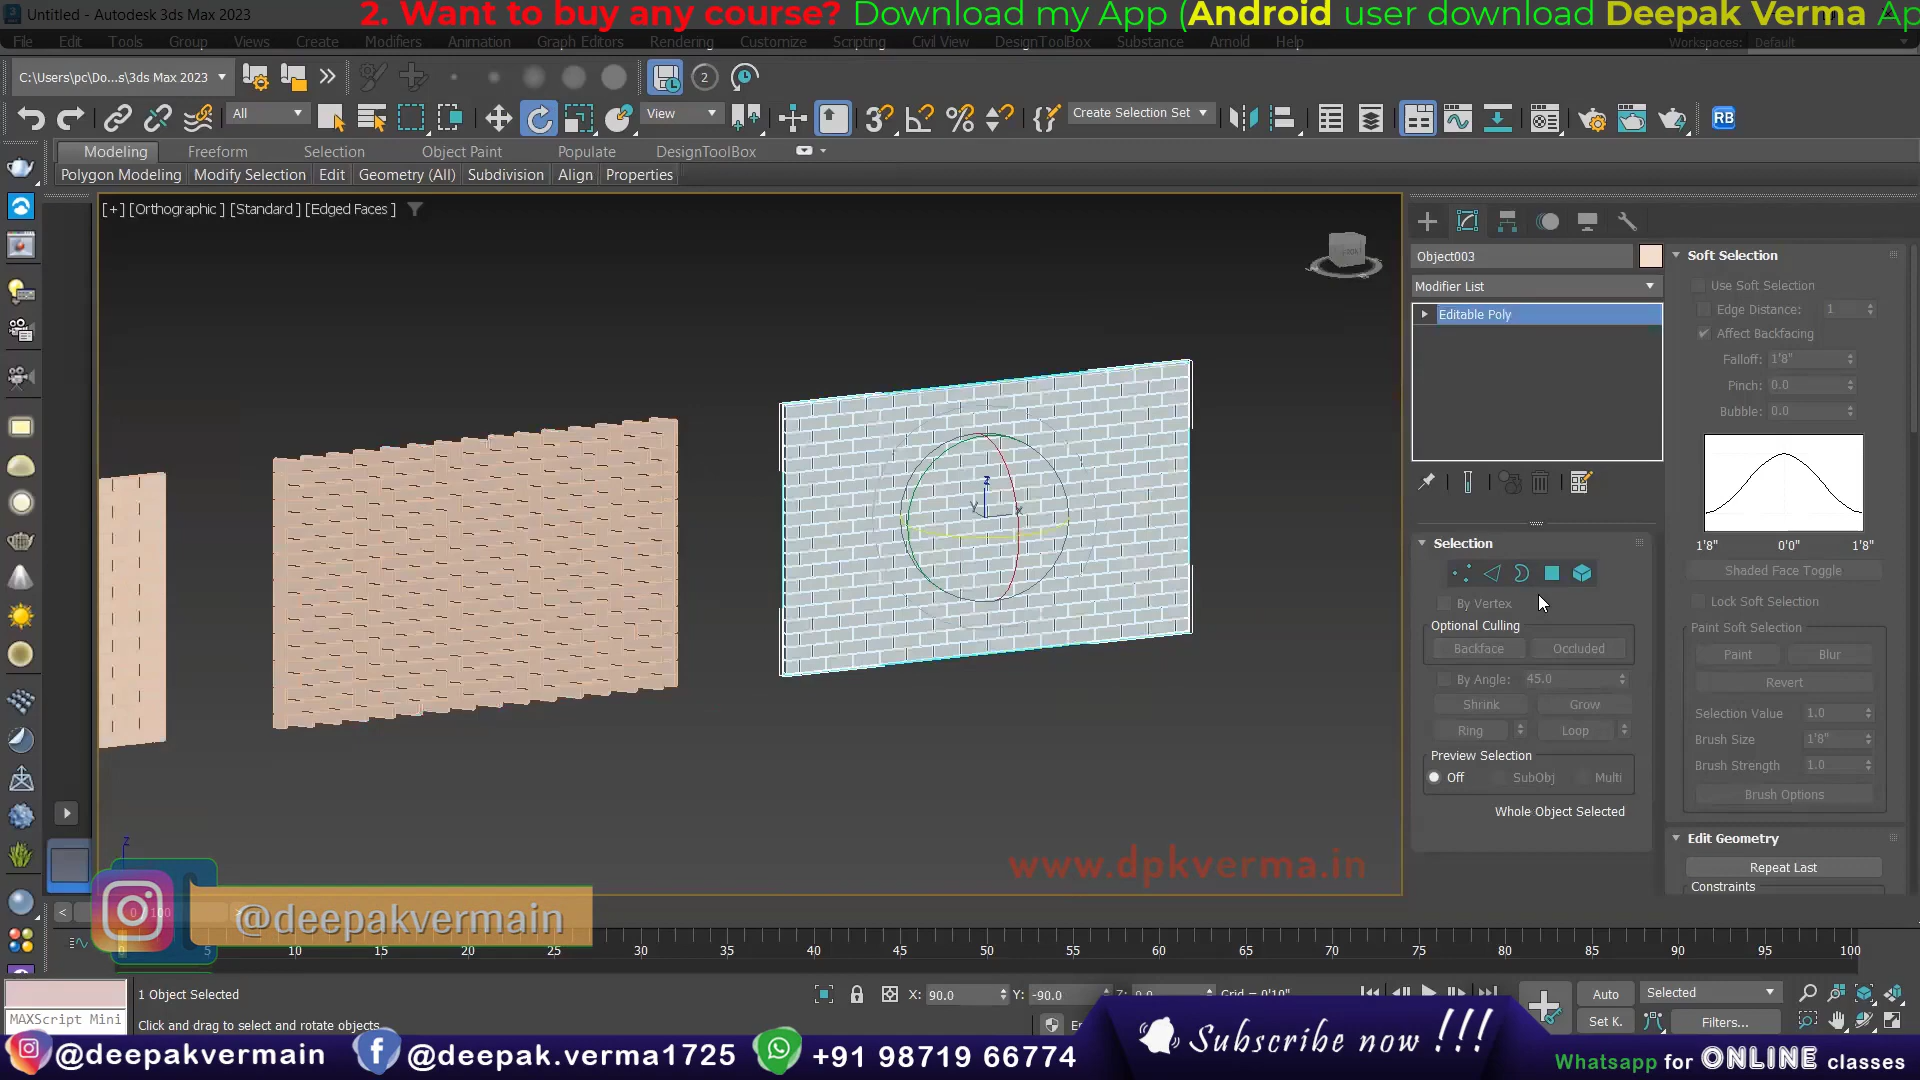 Untitled - Autodesk 3ds Max 2023
2. Want to buy any course? Download my App (Android user download Deepak Verma Ap
File Edit Tools Group Views Create Modifiers Animation Graph Editors Rendering Customize Scripting Civil View DesignToolBox Substance Arnold Help
Workspaces: Default
C:\Users\pc\Do...s\3ds Max 2023
2
All View Create Selection Set RB
Modeling Freeform Selection Object Paint Populate DesignToolBox
Polygon Modeling Modify Selection Edit Geometry (All) Subdivision Align Properties
[+] [Orthographic ] [Standard ] [Edged Faces ]
Object003
Modifier List
Editable Poly
Selection
By Vertex
Optional Culling
Backface Occluded
By Angle: 45.0
Shrink Grow
Ring Loop
Preview Selection
Off SubObj Multi
Whole Object Selected
Soft Selection
Use Soft Selection
Edge Distance: 1
Affect Backfacing
Falloff: 1'8"
Pinch: 0.0
Bubble: 0.0
1'8" 0'0" 1'8"
Shaded Face Toggle
Lock Soft Selection
Paint Soft Selection
Paint Blur
Revert
Selection Value 1.0
Brush Size 1'8"
Brush Strength 1.0
Brush Options
Edit Geometry
Repeat Last
Constraints
z
Y
x
z
www.dpkverma.in
@deepakvermain
0 / 100
5 10 15 20 25 30 35 40 45 50 55 60 65 70 75 80 85 90 95 100
1 Object Selected
MAXScript Mini
Click and drag to select and rotate objects
X: 90.0 Y: -90.0 Z: 0.0 Grid = 0'10"
Auto Selected
Set K. Filters...
@deepakvermain @deepak.verma1725 +91 98719 66774
Subscribe now !!!
Whatsapp for ONLINE classes